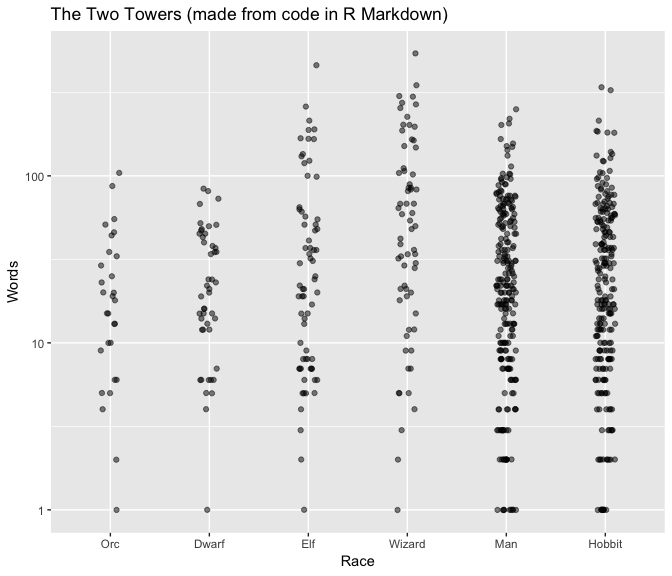 The Two Towers (made from code in R Markdown)
Words
100
10
1
Orc Dwarf Elf Wizard Man Hobbit
Race